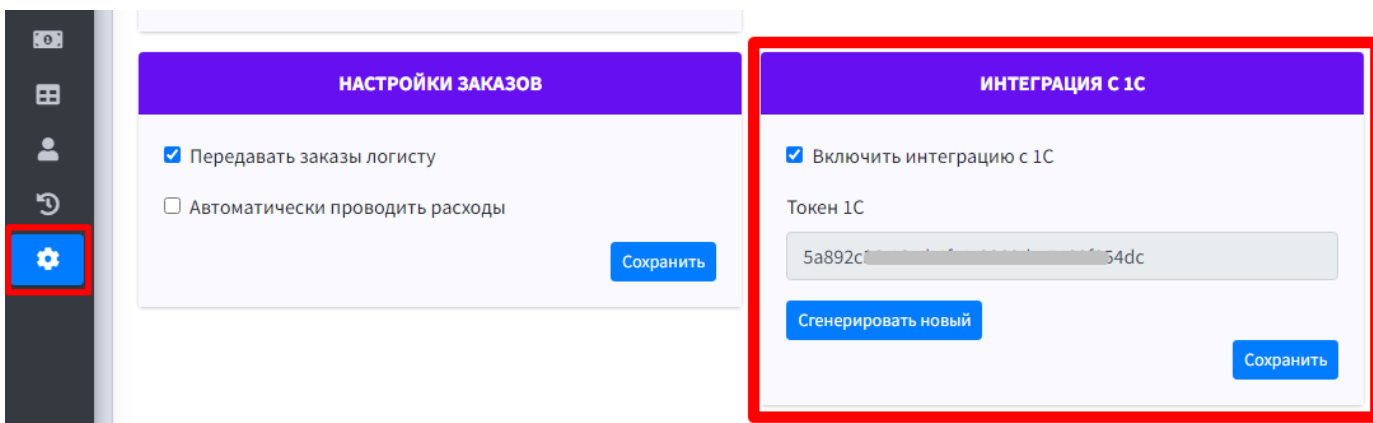 НАСТРОЙКИ ЗАКАЗОВ
Передавать заказы логисту
Автоматически проводить расходы
Сохранить
ИНТЕГРАЦИЯ С 1С
Включить интеграцию с 1С
Токен 1С
Сгенерировать новый
Сохранить